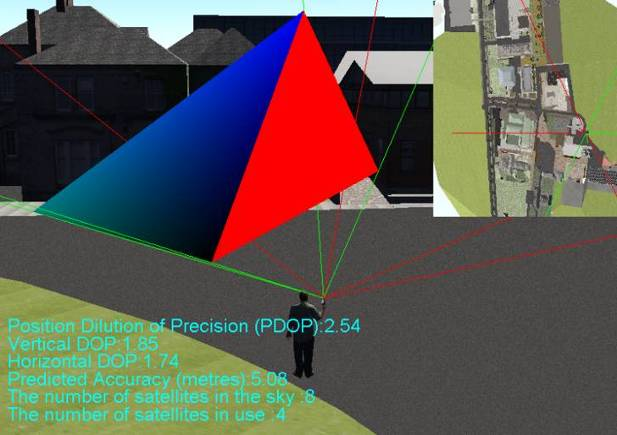 Position Dilution of Precision (PDOP):2.54
Vertical DOP:1.85
Horizontal DOP:1.74
Predicted Accuracy (metres):5.08
The number of satellites in the sky :8
The number of satellites in use :4